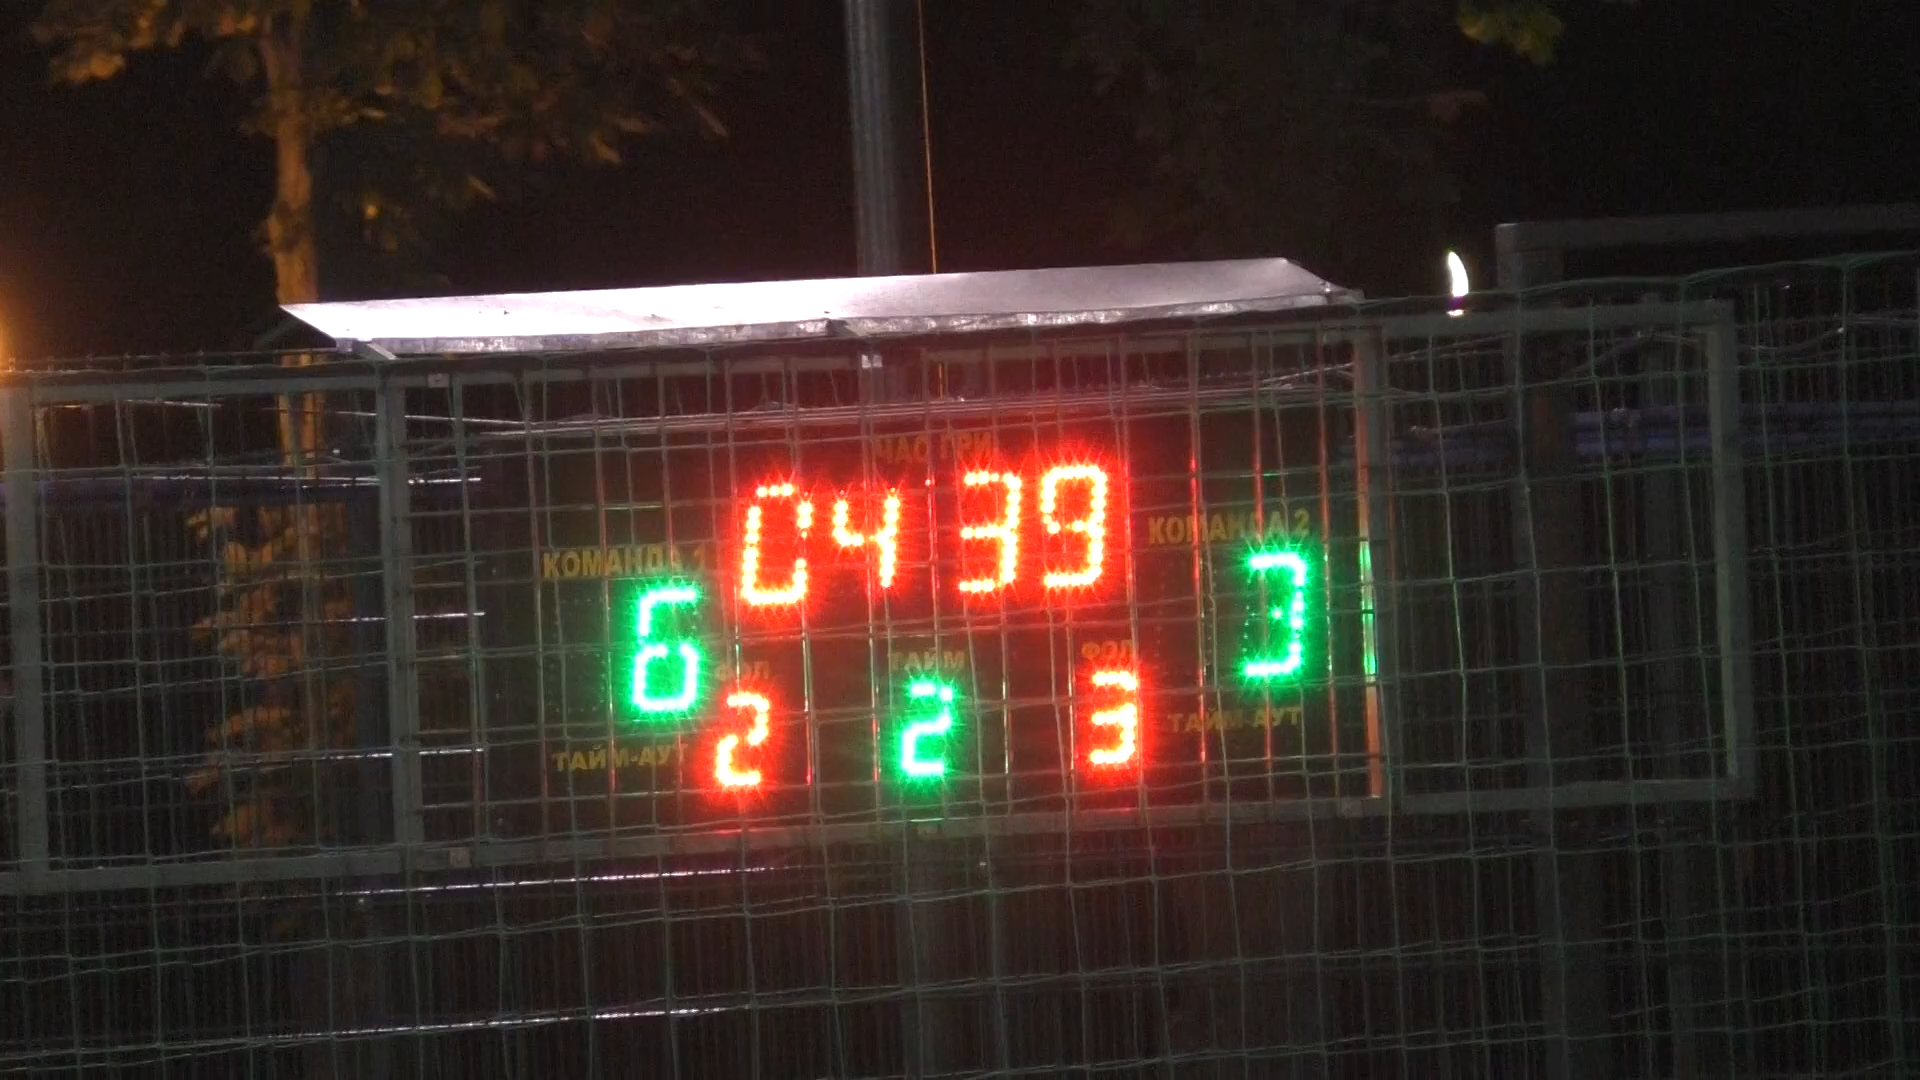 ЧАС ГРИ
04 39
КОМАНДА 1
КОМАНДА 2
6
3
ФОЛ
ТАЙМ
ФОЛ
2
2
3
ТАЙМ-АУТ
ТАЙМ-АУТ